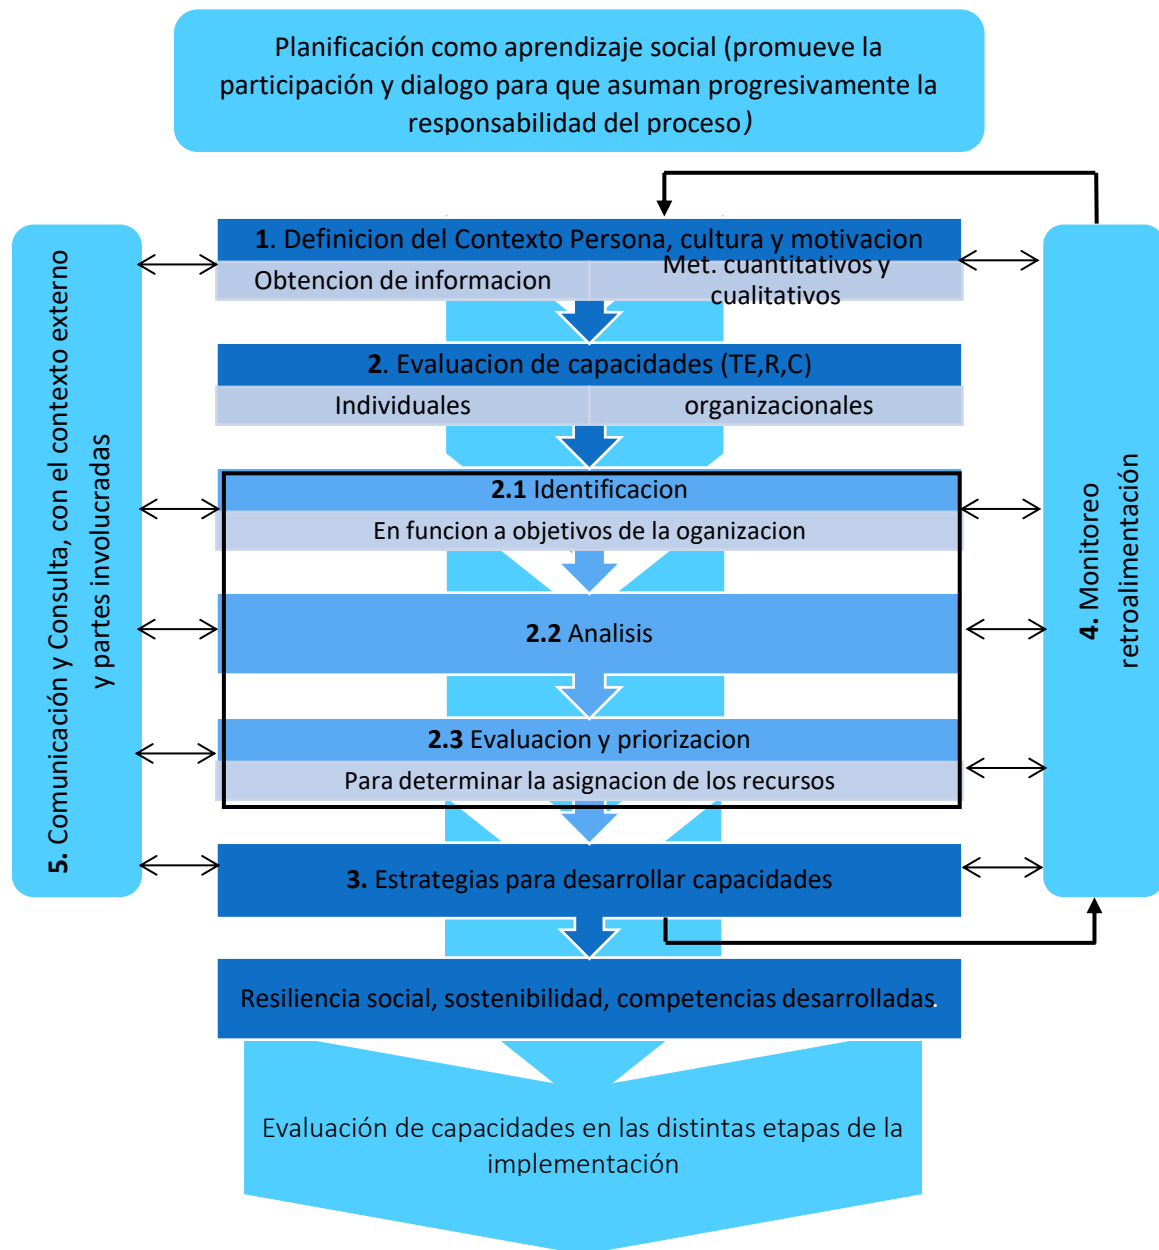 Planificación como aprendizaje social (promueve la
participación y dialogo para que asuman progresivamente la
responsabilidad del proceso)
1. Definicion del Contexto Persona, cultura y motivacion
Obtencion de informacion
Met. cuantitativos y
cualitativos
2. Evaluacion de capacidades (TE,R,C)
Individuales
organizacionales
2.1 Identificacion
En funcion a objetivos de la oganizacion
2.2 Analisis
2.3 Evaluacion y priorizacion
Para determinar la asignacion de los recursos
3. Estrategias para desarrollar capacidades
Resiliencia social, sostenibilidad, competencias desarrolladas.
Evaluación de capacidades en las distintas etapas de la
implementación
5. Comunicación y Consulta, con el contexto externo
y partes involucradas
4. Monitoreo
retroalimentación